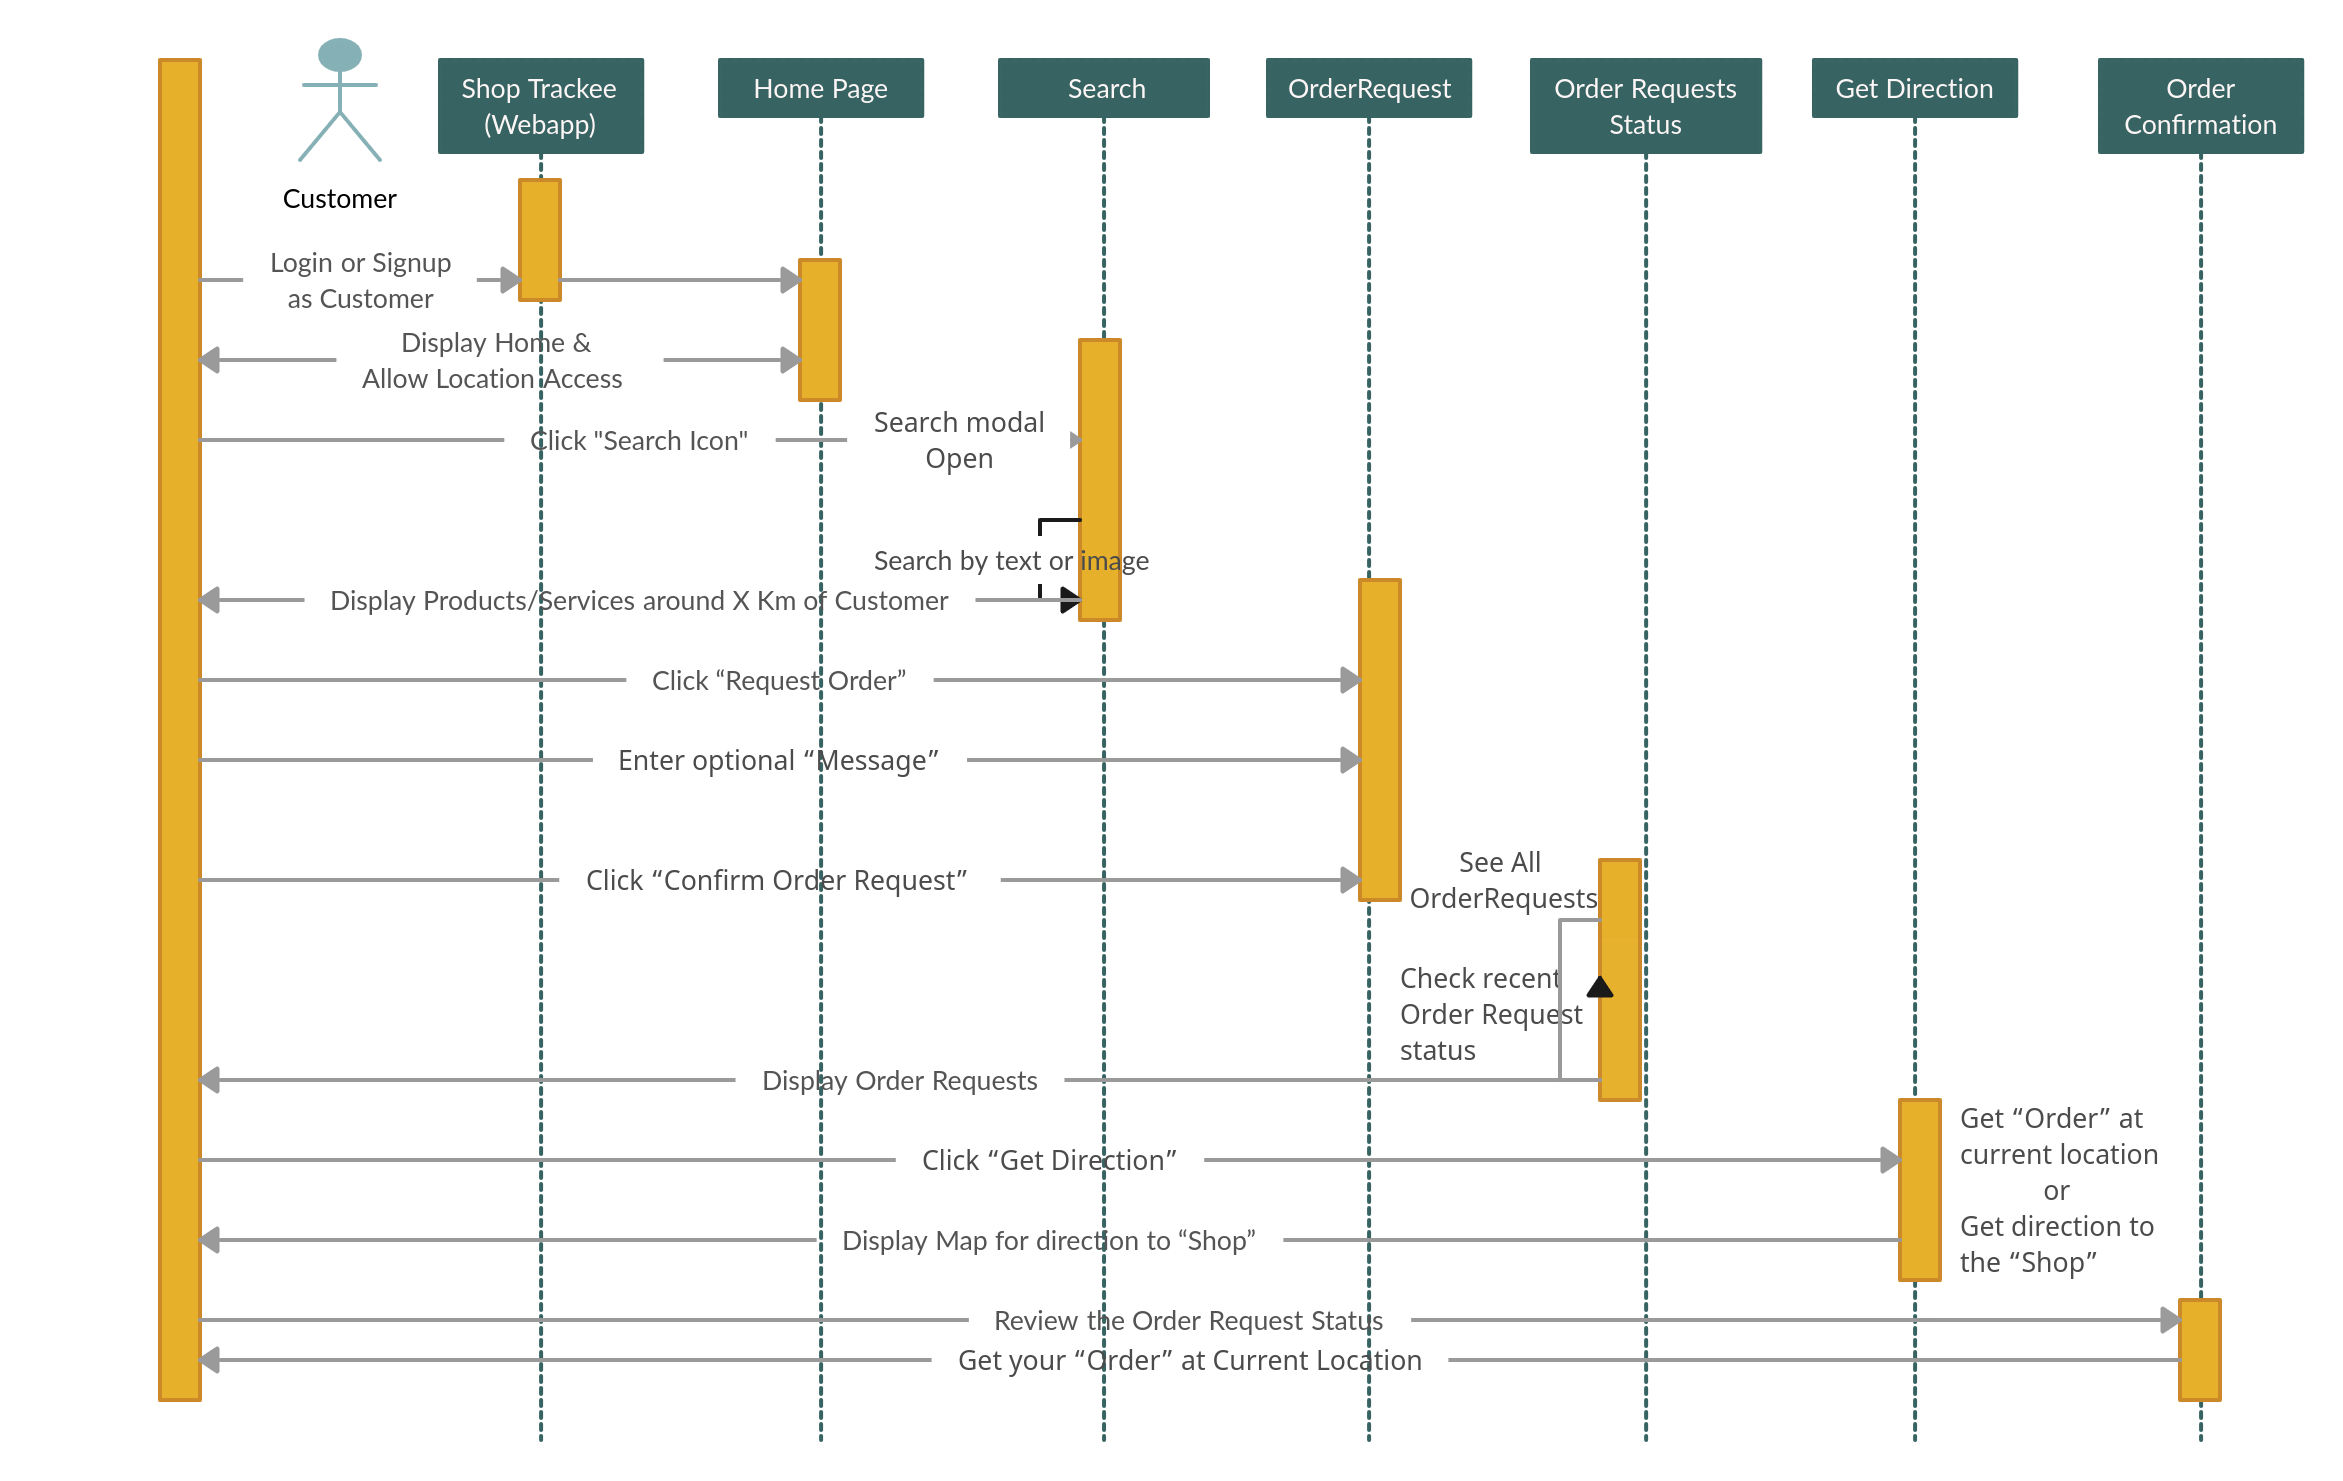 Shop Trackee
(Webapp)
Home Page
Search
OrderRequest
Order Requests
Status
Get Direction
Order
Confirmation
Customer
Login or Signup
as Customer
Display Home &
Allow Location Access
Click "Search Icon"
Search modal
Open
Search by text or image
Display Products/Services around X Km of Customer
Click “Request Order”
Enter optional “Message”
Click “Confirm Order Request”
See All
OrderRequests
Check recent
Order Request
status
Display Order Requests
Click “Get Direction”
Get “Order” at
current location
or
Get direction to
the “Shop”
Display Map for direction to “Shop”
Review the Order Request Status
Get your “Order” at Current Location